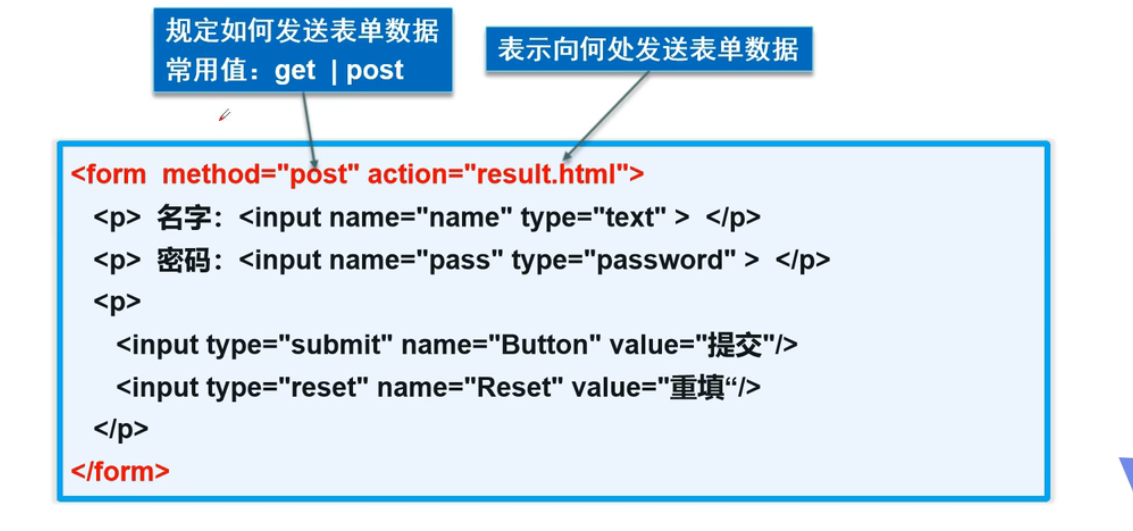 规定如何发送表单数据
常用值：get | post
表示向何处发送表单数据
<form method="post" action="result.html">
<p> 名字：<input name="name" type="text" > </p>
<p> 密码：<input name="pass" type="password" > </p>
<p>
<input type="submit" name="Button" value="提交"/>
<input type="reset" name="Reset" value="重填“/>
</p>
</form>